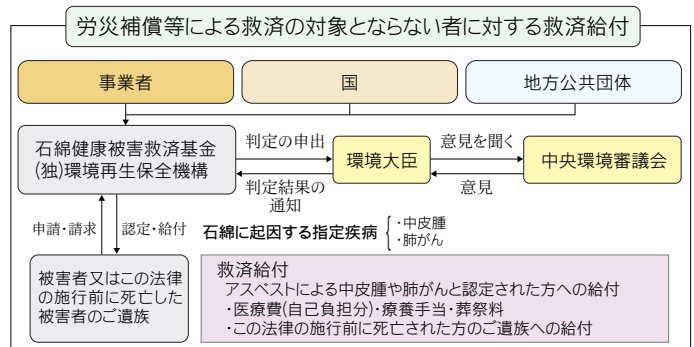 労災補償等による救済の対象とならない者に対する救済給付
事業者
国
地方公共団体
石綿健康被害救済基金
(独)環境再生保全機構
判定の申出
判定結果の
通知
環境大臣
意見を聞く
意見
中央環境審議会
申請・請求
認定・給付
石綿に起因する指定疾病
・中皮腫
・肺がん
被害者又はこの法律
の施行前に死亡した
被害者のご遺族
救済給付
アスベストによる中皮腫や肺がんと認定された方への給付
・医療費(自己負担分)・療養手当・葬祭料
・この法律の施行前に死亡された方のご遺族への給付